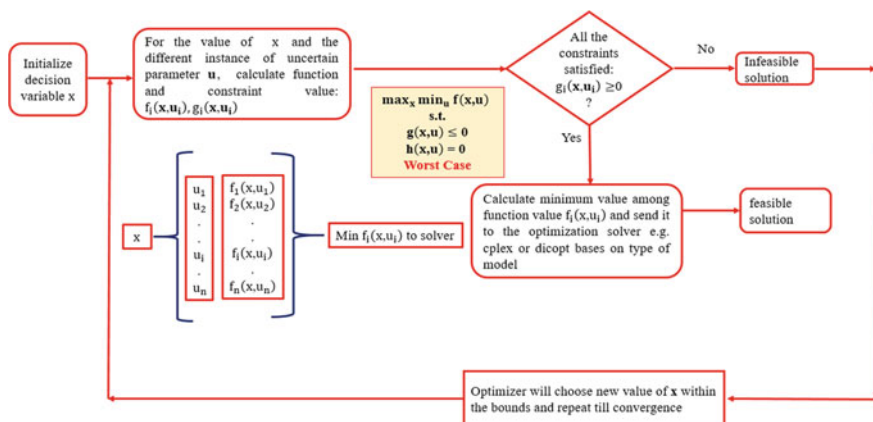 Initialize
decision
variable x
For the value of x and the
different instance of uncertain
parameter u, calculate function
and constraint value:
fᵢ(x,uᵢ),gᵢ(x,uᵢ)
All the
constraints
satisfied:
gᵢ(x,uᵢ) ≥0
?
No
Infeasible
solution
maxₓ minᵤ f(x,u)
s.t.
g(x,u) ≤ 0
h(x,u) = 0
Worst Case
Yes
Calculate minimum value among
function value fᵢ(x,uᵢ) and send it
to the optimization solver e.g.
cplex or dicopt bases on type of
model
feasible
solution
x
u₁
u₂
.
.
uᵢ
.
uₙ
f₁(x,u₁)
f₂(x,u₂)
.
.
fᵢ(x,uᵢ)
.
fₙ(x,uₙ)
Min fᵢ(x,uᵢ) to solver
Optimizer will choose new value of x within
the bounds and repeat till convergence